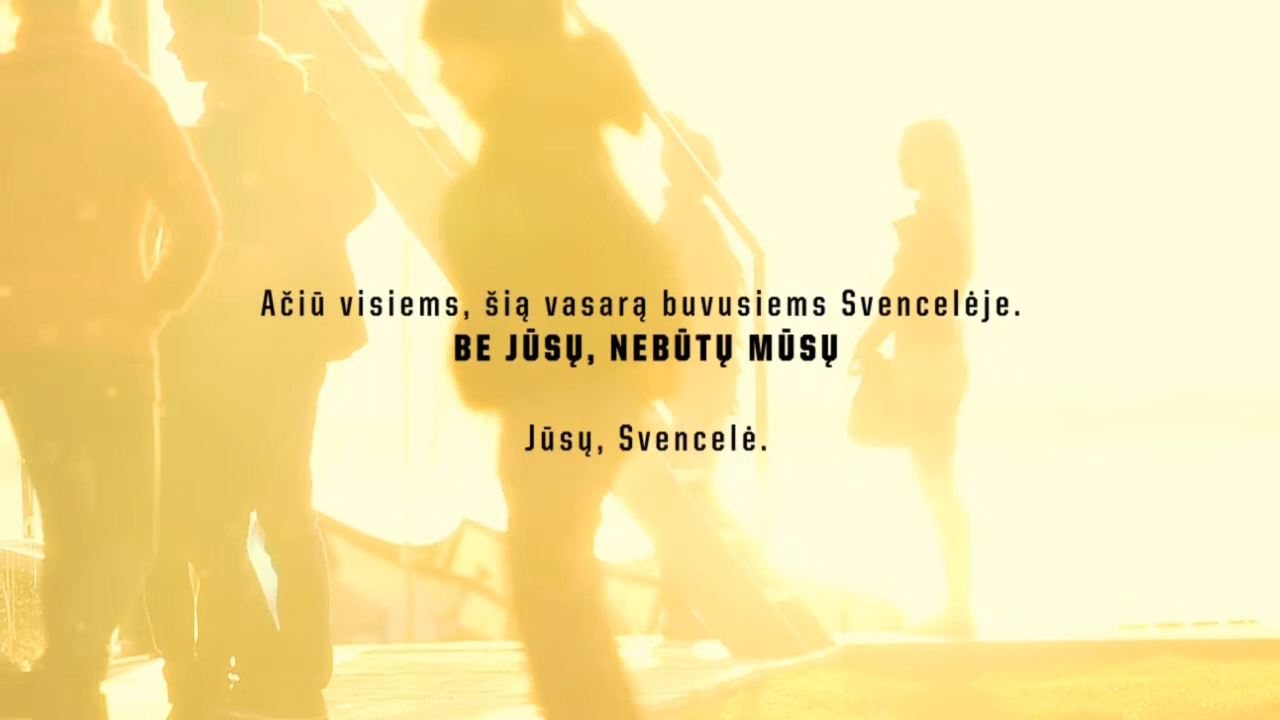 Ačiū visiems, šią vasarą buvusiems Svencelėje.
BE JŪSŲ, NEBŪTŲ MŪSŲ
Jūsų, Svencelė.